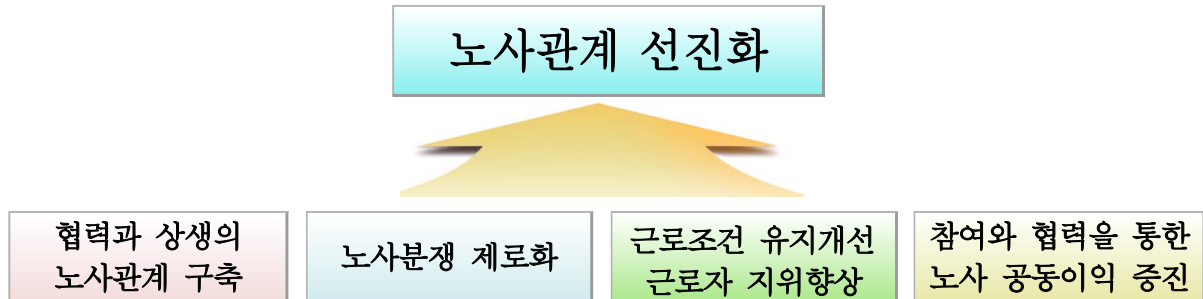 노사관계 선진화
협력과 상생의
노사관계 구축
노사분쟁 제로화
근로조건 유지개선
근로자 지위향상
참여와 협력을 통한
노사 공동이익 증진